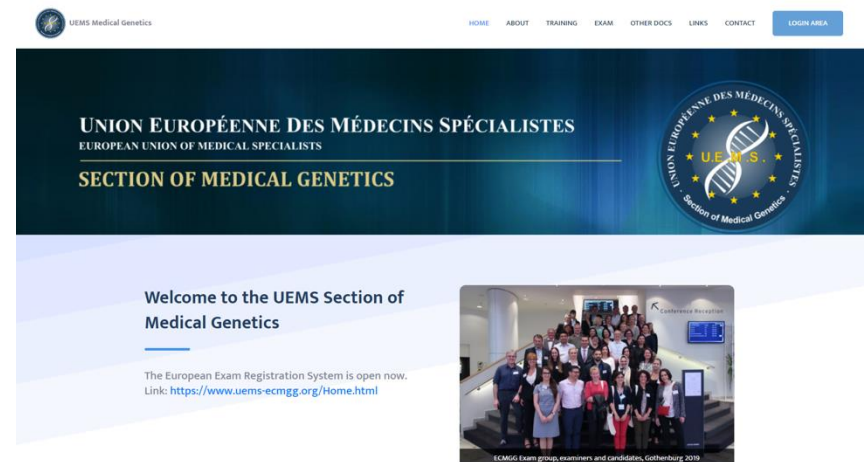 UEMS Medical Genetics
HOME ABOUT TRAINING EXAM OTHER DOCS LINKS CONTACT LOGIN AREA
UNION EUROPÉENNE DES MÉDECINS SPÉCIALISTES
EUROPEAN UNION OF MEDICAL SPECIALISTS
SECTION OF MEDICAL GENETICS
UNION EUROPÉENNE DES MÉDECINS SPÉCIALISTES
U.E.M.S.
Section of Medical Genetics
Welcome to the UEMS Section of
Medical Genetics
The European Exam Registration System is open now.
Link: https://www.uems-ecmgg.org/Home.html
Conference Reception
ECMGG Exam group, examiners and candidates, Gothenburg 2019